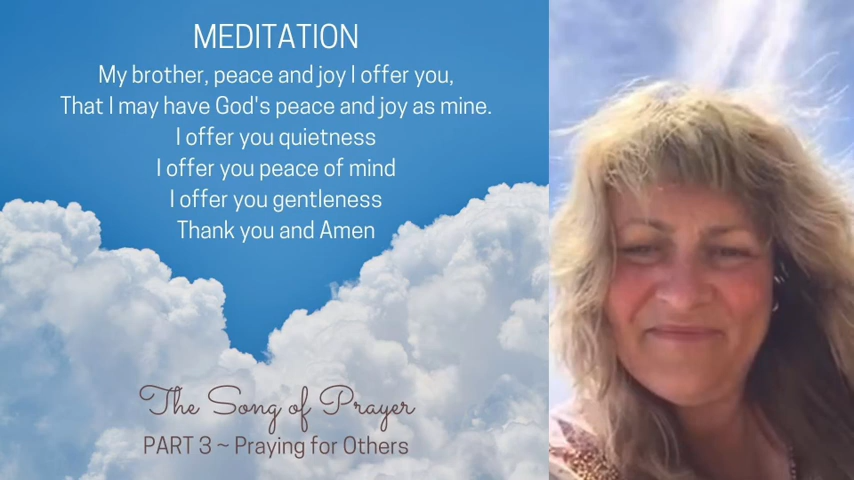 MEDITATION
My brother, peace and joy I offer you,
That I may have God's peace and joy as mine.
I offer you quietness
I offer you peace of mind
I offer you gentleness
Thank you and Amen
The Song of Prayer
PART 3 ~ Praying for Others